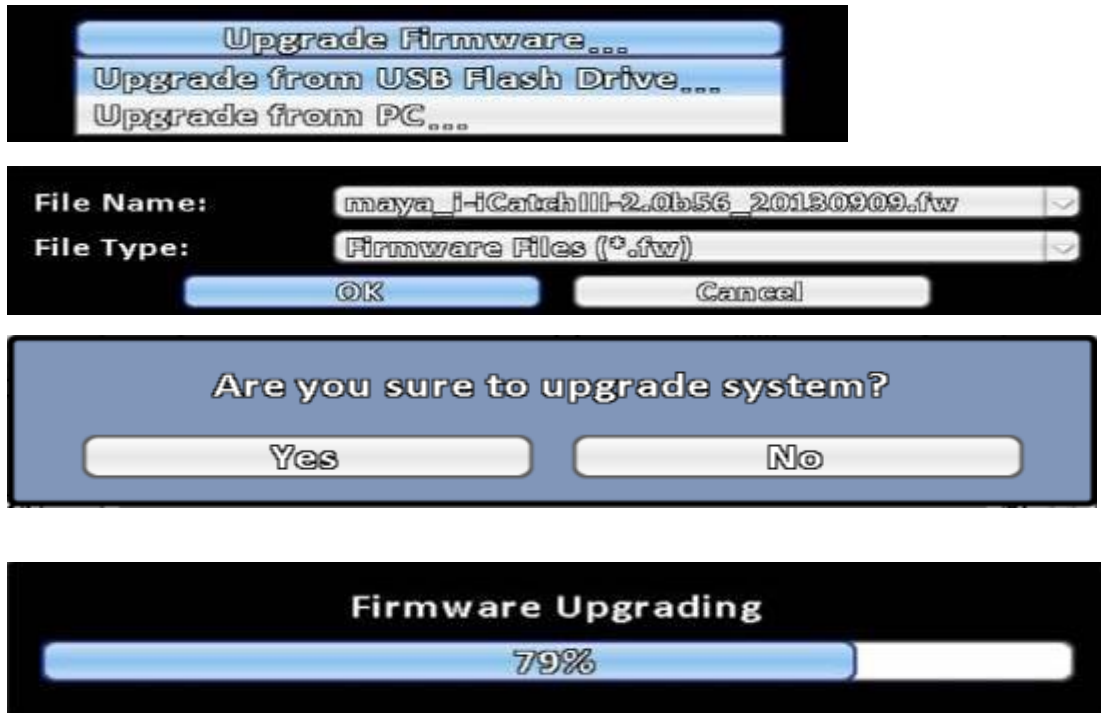 Upgrade Firmware...
Upgrade from USB Flash Drive...
Upgrade from PC...
File Name: maya_i-iCatchIII-2.0b56_20130909.fw
File Type: Firmware Files (*.fw)
OK Cancel
Are you sure to upgrade system?
Yes No
Firmware Upgrading
79%